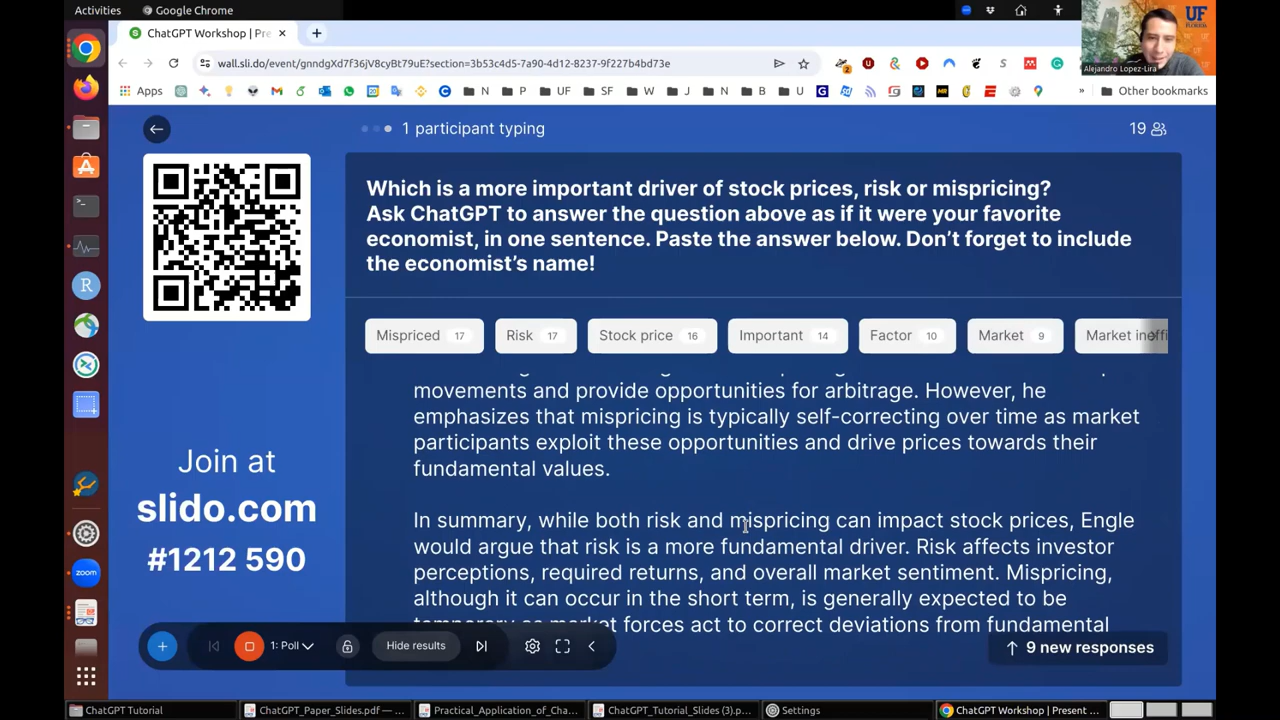 Activities
Google Chrome
ChatGPT Workshop | Pre
wall.sli.do/event/gnndgXd7f36jV8cyBt79uE?section=3b53c4d5-7a90-4d12-8237-9f227b4bd73e
Apps
N
P
UF
SF
W
J
N
B
U
Other bookmarks
UF
Alejandro Lopez-Lira
1 participant typing
19
Which is a more important driver of stock prices, risk or mispricing?
Ask ChatGPT to answer the question above as if it were your favorite
economist, in one sentence. Paste the answer below. Don't forget to include
the economist's name!
Mispriced 17
Risk 17
Stock price 16
Important 14
Factor 10
Market 9
Market ineffi
movements and provide opportunities for arbitrage. However, he
emphasizes that mispricing is typically self-correcting over time as market
participants exploit these opportunities and drive prices towards their
fundamental values.
In summary, while both risk and mispricing can impact stock prices, Engle
would argue that risk is a more fundamental driver. Risk affects investor
perceptions, required returns, and overall market sentiment. Mispricing,
although it can occur in the short term, is generally expected to be
temporary as market forces act to correct deviations from fundamental
Join at
slido.com
#1212 590
1: Poll
Hide results
9 new responses
zoom
ChatGPT Tutorial
ChatGPT_Paper_Slides.pdf — ...
Practical_Application_of_Cha...
ChatGPT_Tutorial_Slides (3).p...
Settings
ChatGPT Workshop | Present ...